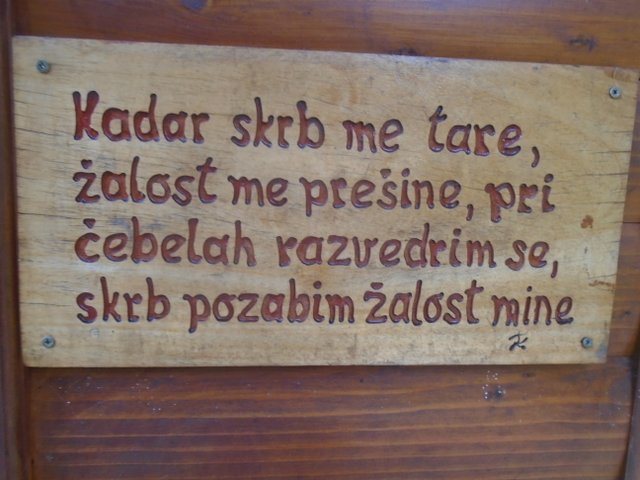 Kadar skrb me tare,
žalost me prešine, pri
čebelah razvedrim se,
skrb pozabim žalost mine